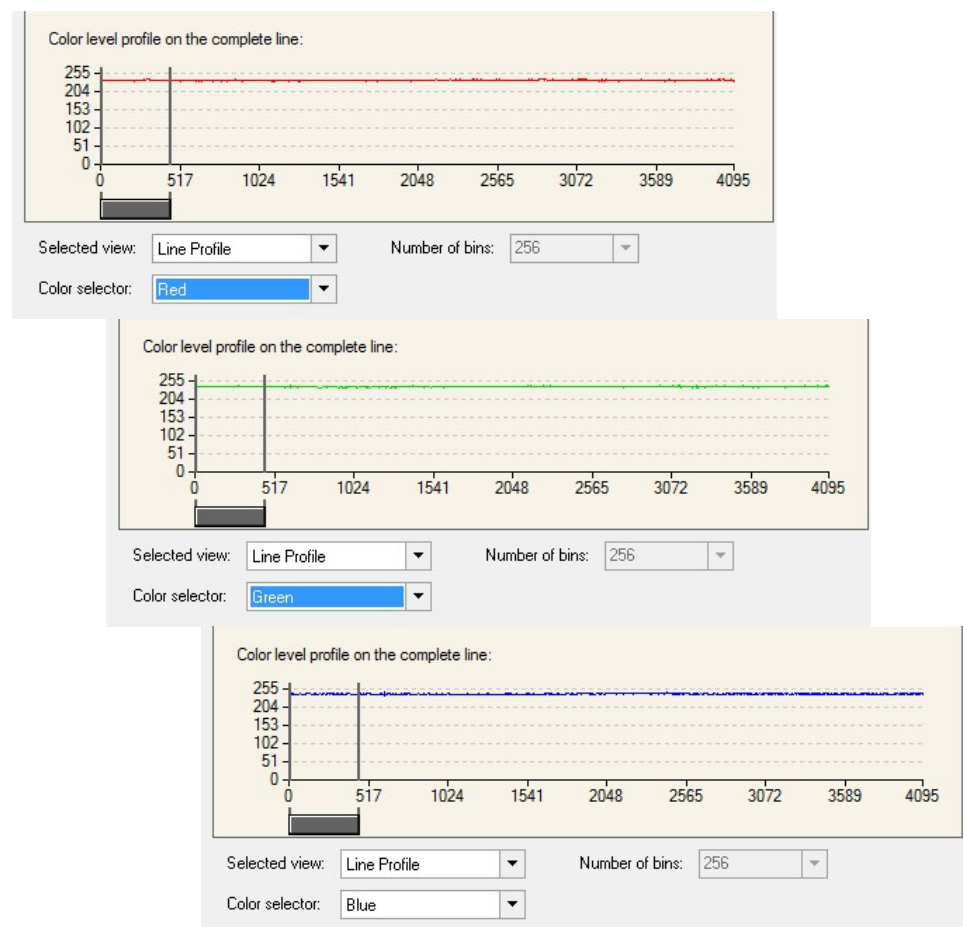 Color level profile on the complete line:
255
204
153
102
51
0
0 517 1024 1541 2048 2565 3072 3589 4095
Selected view: Line Profile Number of bins: 256
Color selector: Red
Color level profile on the complete line:
255
204
153
102
51
0
0 517 1024 1541 2048 2565 3072 3589 4095
Selected view: Line Profile Number of bins: 256
Color selector: Green
Color level profile on the complete line:
255
204
153
102
51
0
0 517 1024 1541 2048 2565 3072 3589 4095
Selected view: Line Profile Number of bins: 256
Color selector: Blue